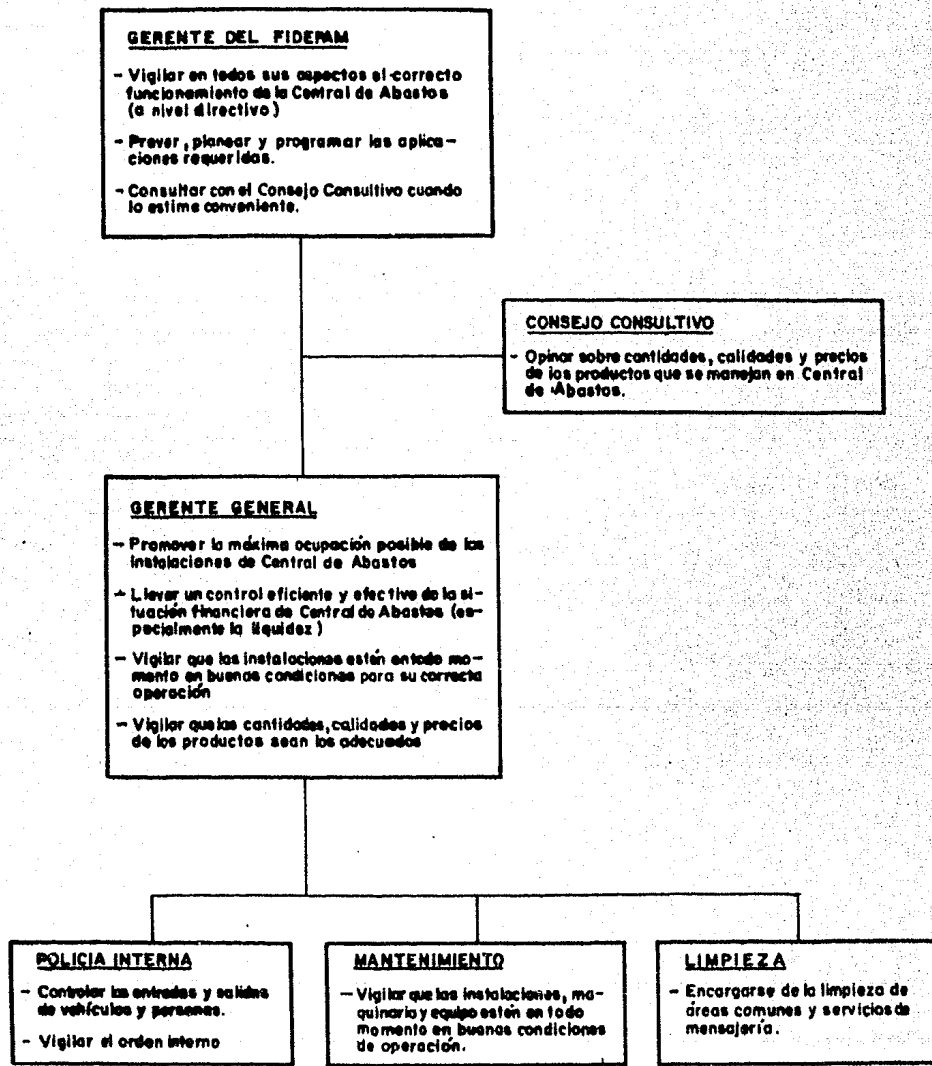 GERENTE DEL FIDEPAM
- Vigilar en todos sus aspectos el correcto
funcionamiento de la Central de Abastos
(a nivel directivo)
- Prever, planear y programar las aplica-
ciones requeridas.
- Consultar con el Consejo Consultivo cuando
lo estime conveniente.
CONSEJO CONSULTIVO
- Opinar sobre cantidades, calidades y precios
de los productos que se manejan en Central
de Abastos.
GERENTE GENERAL
- Promover la máxima ocupación posible de las
instalaciones de Central de Abastos
- Llevar un control eficiente y efectivo de la si-
tuación financiera de Central de Abastos (es-
pecialmente la liquidez)
- Vigilar que las instalaciones estén en todo mo-
mento en buenas condiciones para su correcta
operación
- Vigilar que las cantidades, calidades y precios
de los productos sean los adecuados
POLICIA INTERNA
- Controlar las entradas y salidas
de vehículos y personas.
- Vigilar el orden interno
MANTENIMIENTO
- Vigilar que las instalaciones, ma-
quinaria y equipo estén en todo
momento en buenas condiciones
de operación.
LIMPIEZA
- Encargarse de la limpieza de
áreas comunes y servicios de
mensajería.